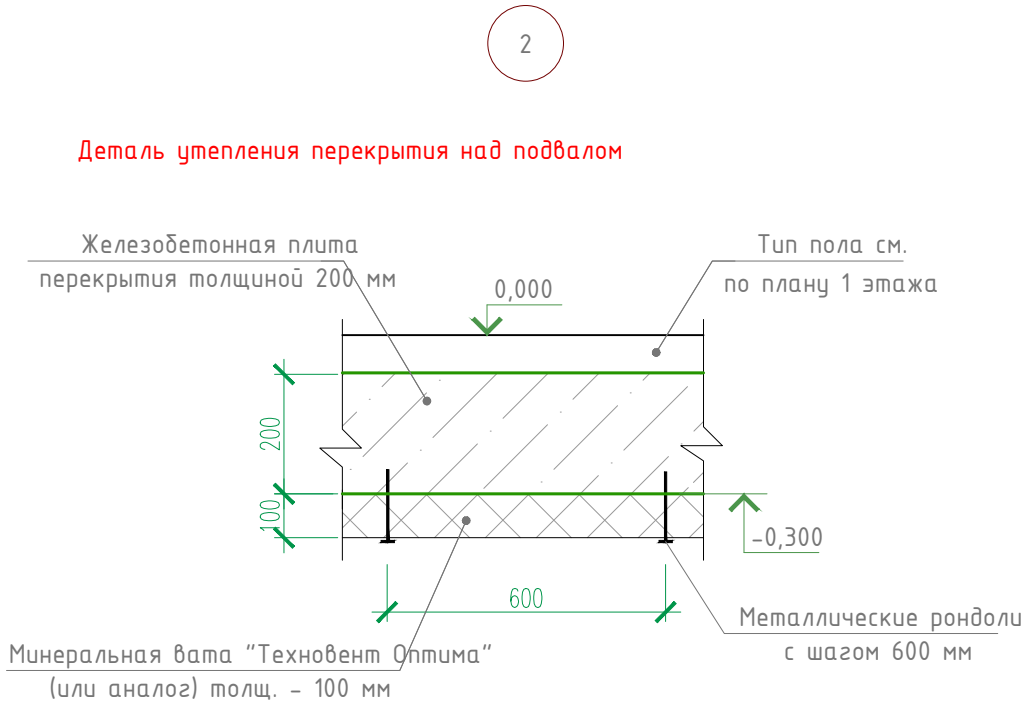 2
Деталь утепления перекрытия над подвалом
Железобетонная плита
перекрытия толщиной 200 мм
Тип пола см.
по плану 1 этажа
0,000
200
100
-0,300
600
Металлические рондоли
с шагом 600 мм
Минеральная вата "Техновент Оптима"
(или аналог) толщ. - 100 мм